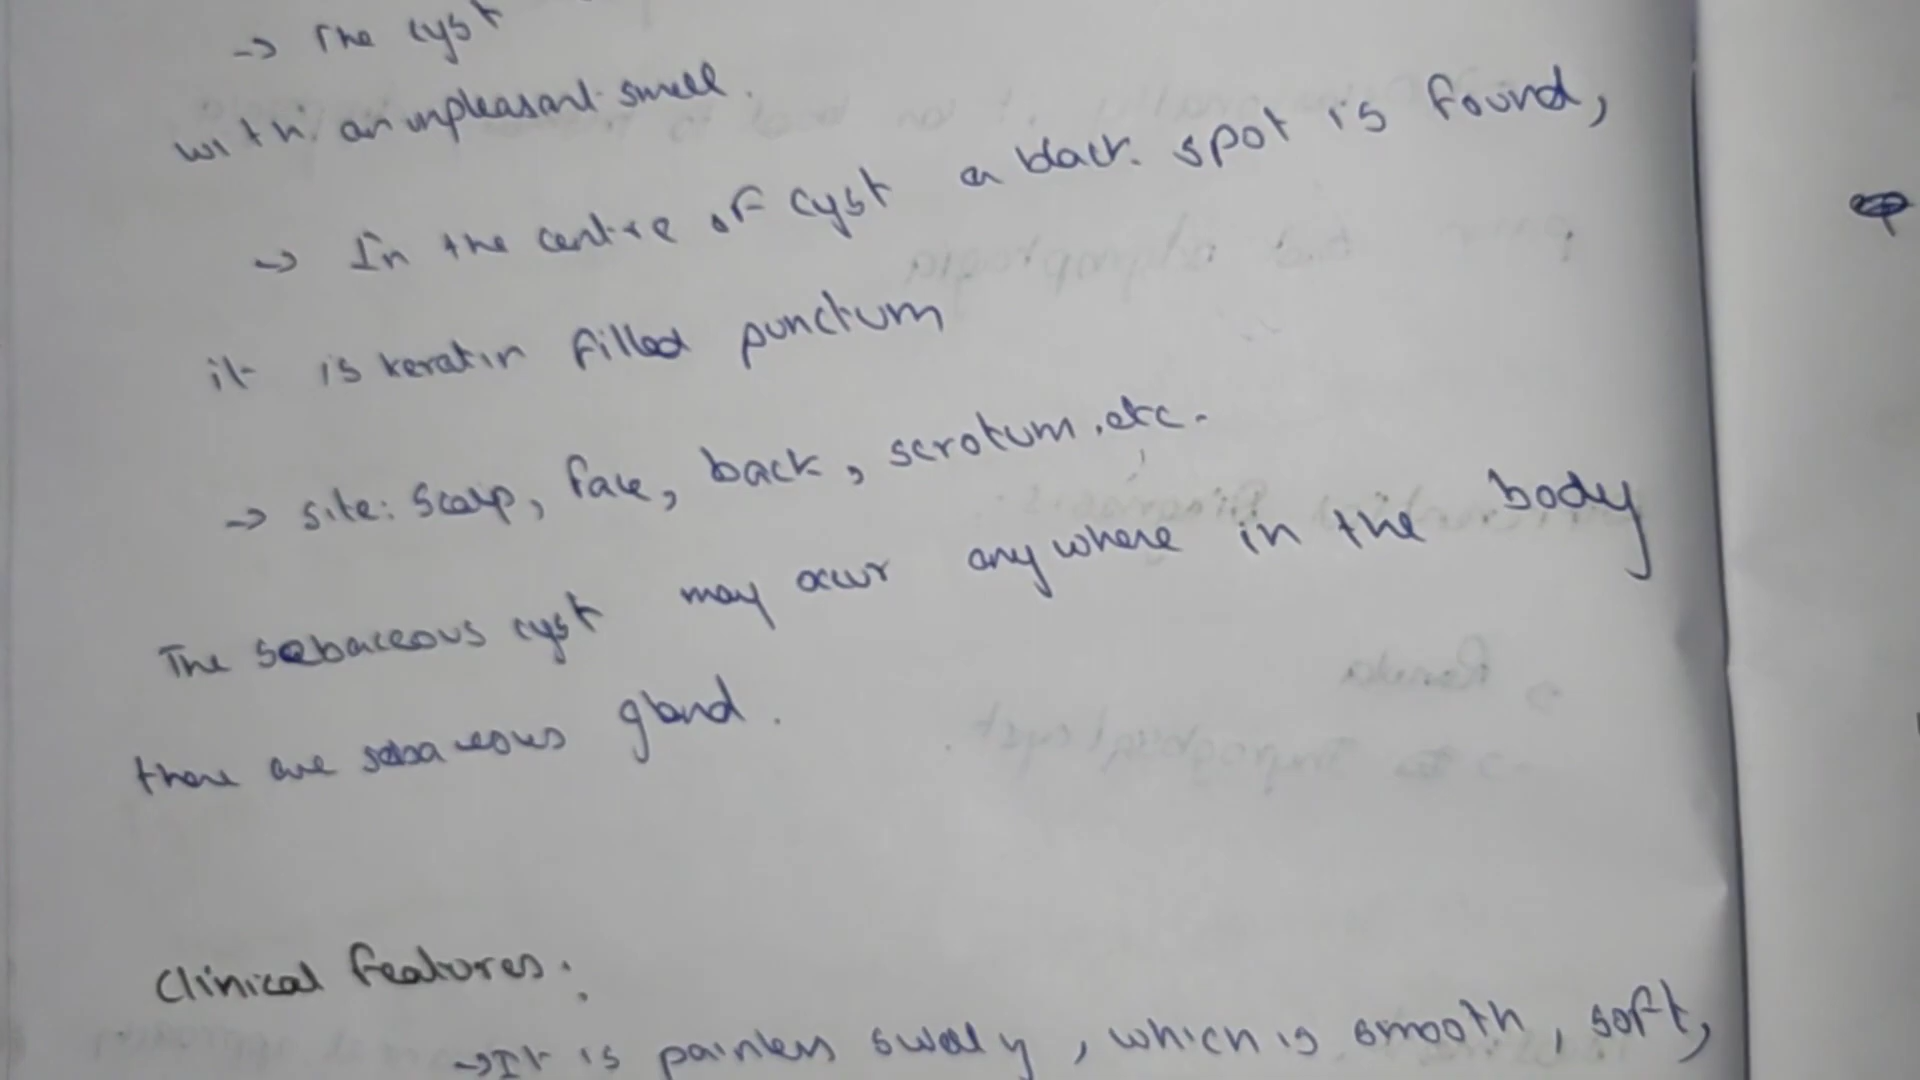 → The cyst
with an unpleasant smell.
→ In the centre of cyst a black spot is found,
it is keratin filled punctum
→ site: Scalp, face, back, scrotum, etc.
The sebaceous cyst may occur anywhere in the body
there are sebaceous gland.
Clinical features:
→ It is painless swelly, which is smooth, soft,